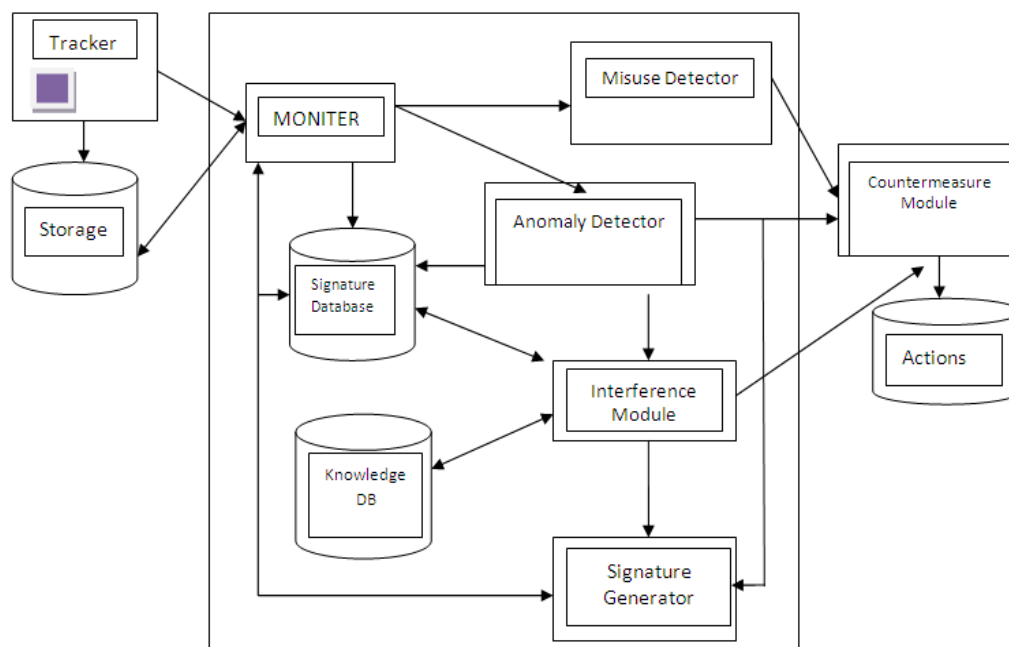 Tracker
Misuse Detector
MONITER
Countermeasure
Module
Storage
Anomaly Detector
Signature
Database
Actions
Interference
Module
Knowledge
DB
Signature
Generator